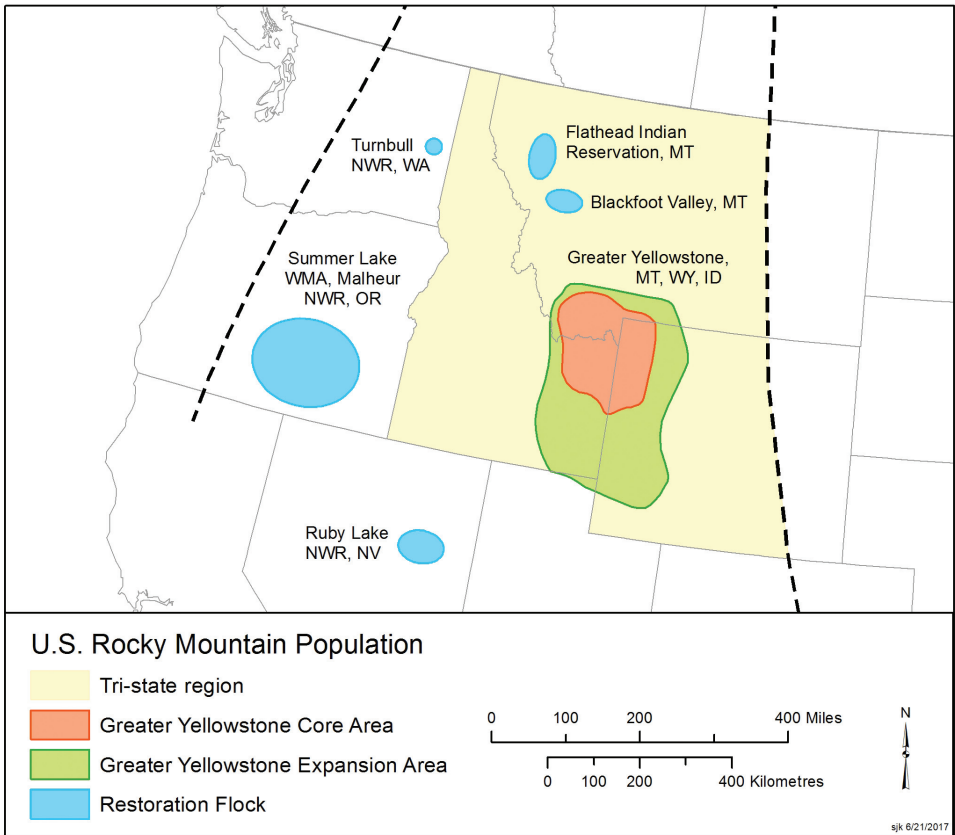 Turnbull
NWR, WA
Flathead Indian
Reservation, MT
Blackfoot Valley, MT
Summer Lake
WMA, Malheur
NWR, OR
Greater Yellowstone,
MT, WY, ID
Ruby Lake
NWR, NV
U.S. Rocky Mountain Population
Tri-state region
Greater Yellowstone Core Area
Greater Yellowstone Expansion Area
Restoration Flock
0 100 200 400 Miles
0 100 200 400 Kilometres
N
sjk 6/21/2017